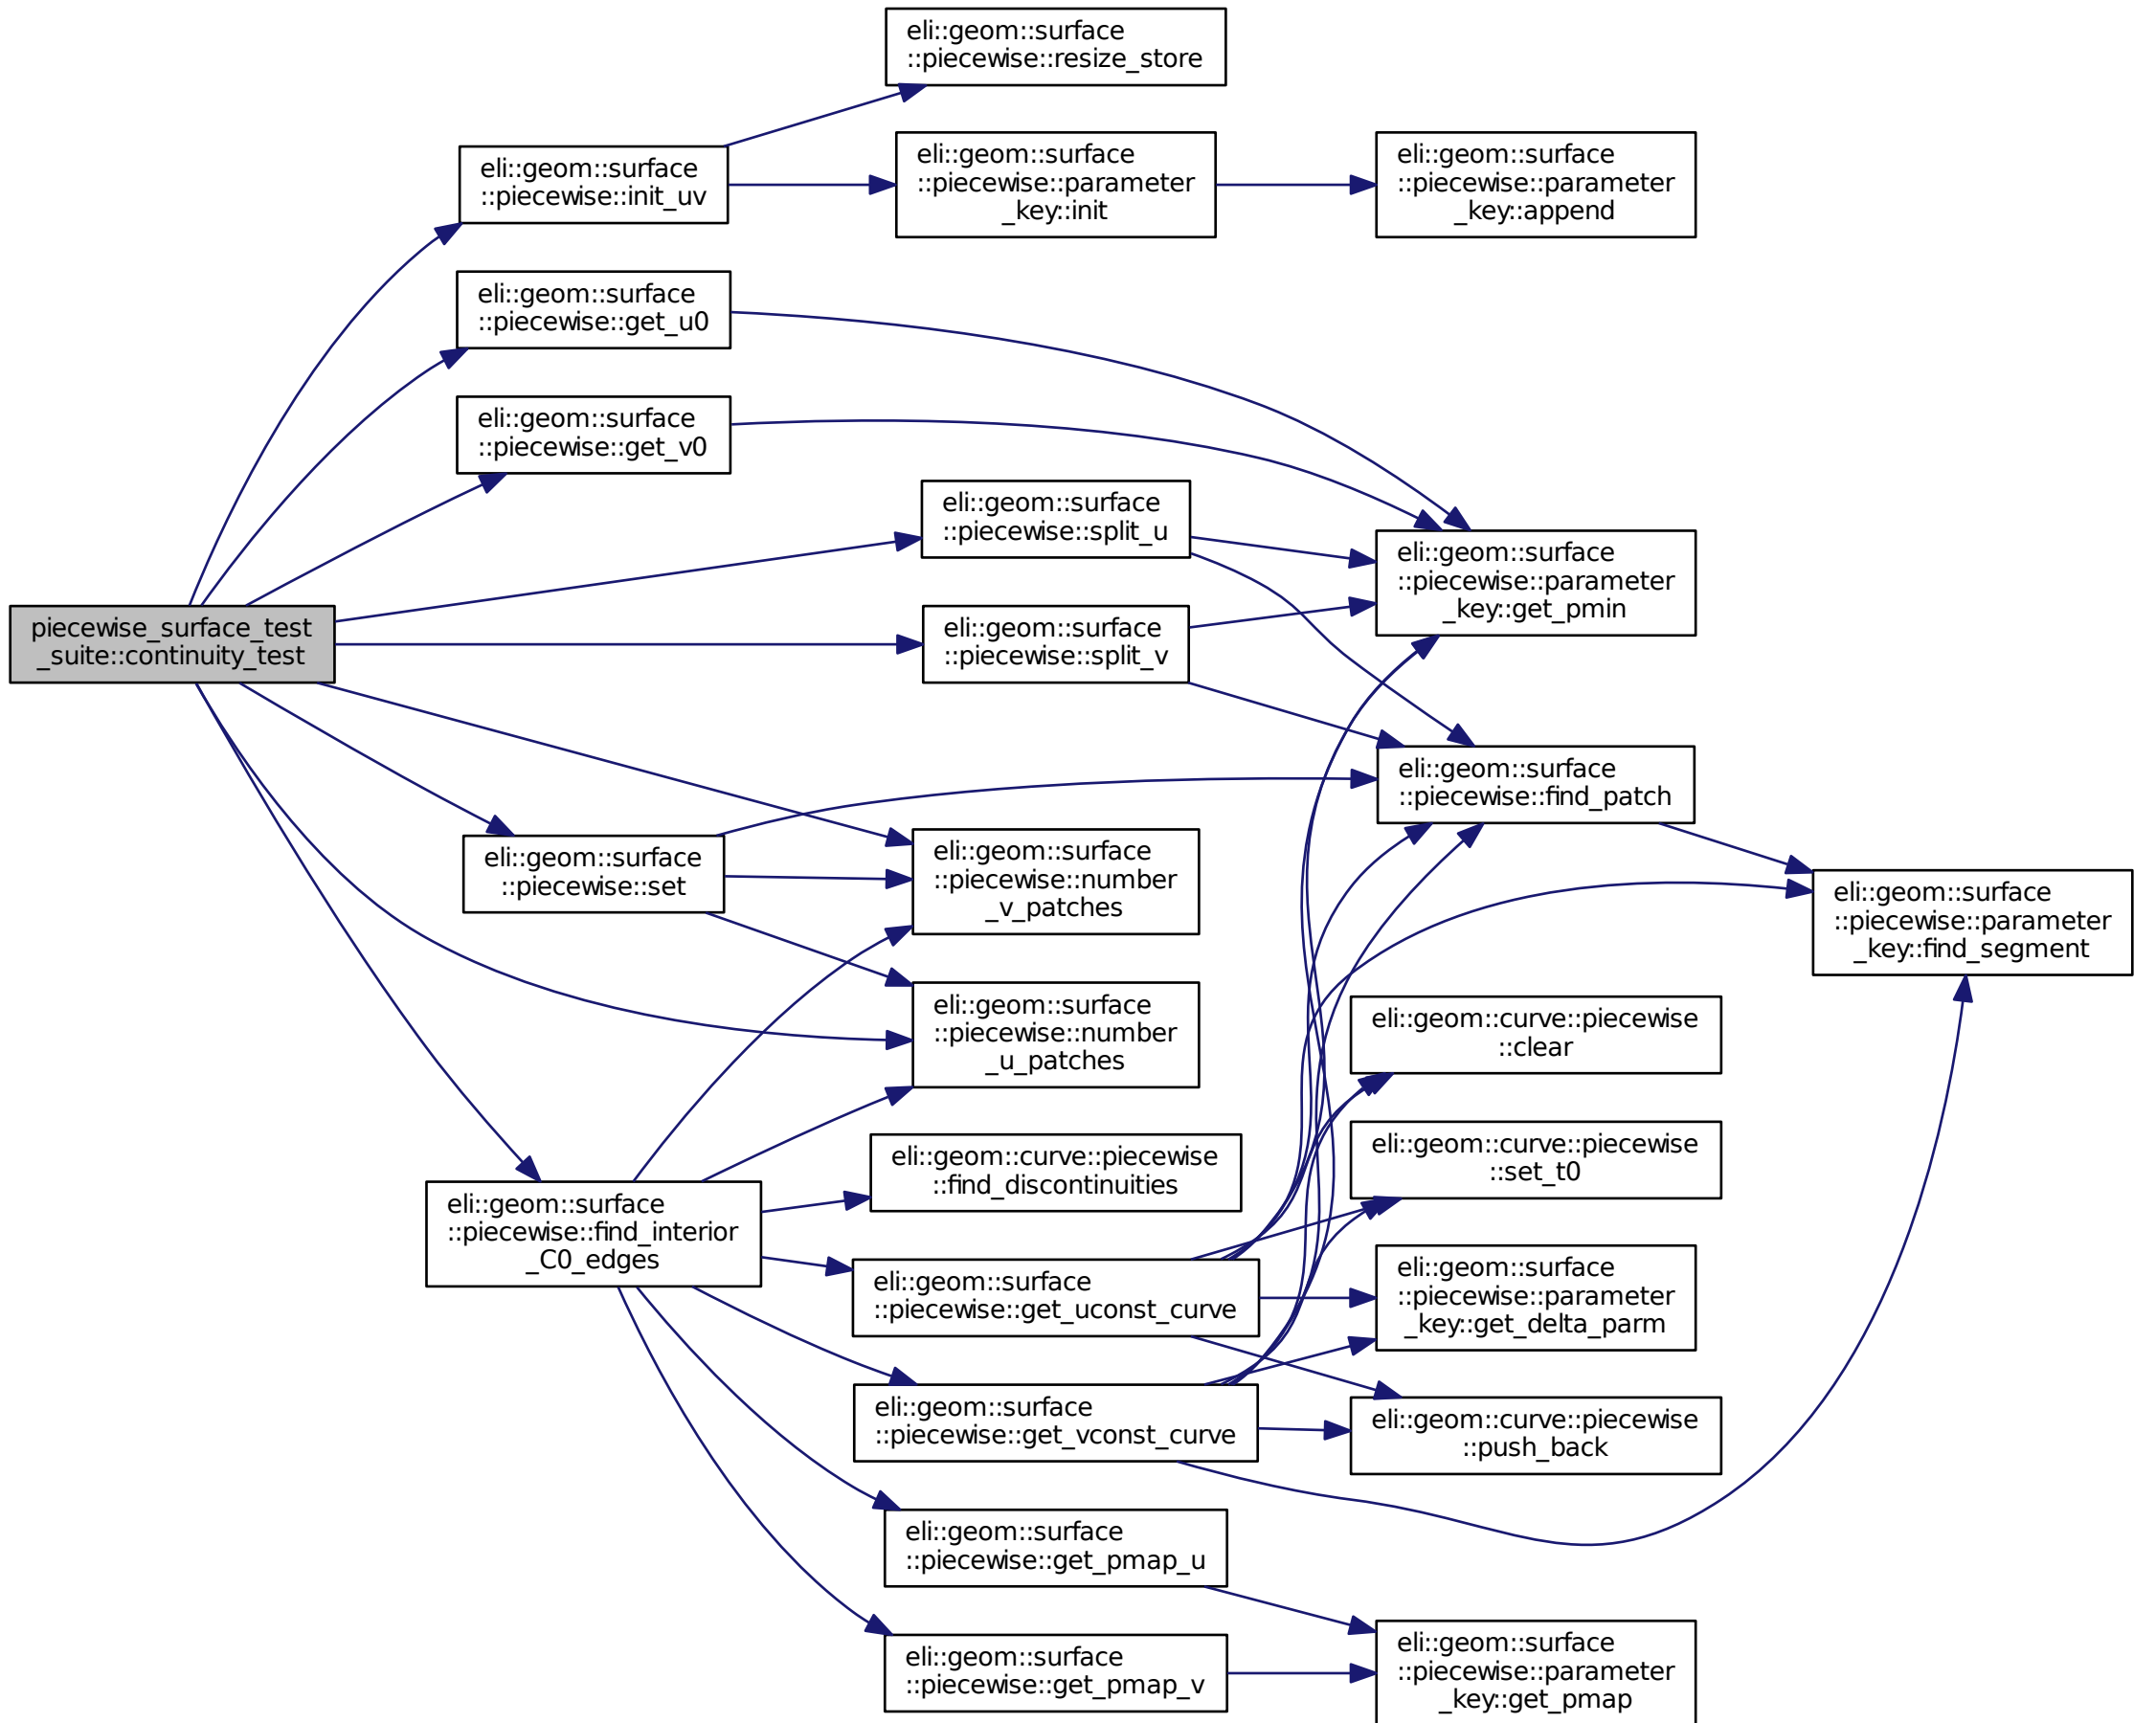 eli::geom::surface
::piecewise::resize_store
eli::geom::surface
::piecewise::init_uv
eli::geom::surface
::piecewise::parameter
_key::init
eli::geom::surface
::piecewise::parameter
_key::append
eli::geom::surface
::piecewise::get_u0
eli::geom::surface
::piecewise::get_v0
eli::geom::surface
::piecewise::split_u
eli::geom::surface
::piecewise::parameter
_key::get_pmin
piecewise_surface_test
_suite::continuity_test
eli::geom::surface
::piecewise::split_v
eli::geom::surface
::piecewise::find_patch
eli::geom::surface
::piecewise::set
eli::geom::surface
::piecewise::number
_v_patches
eli::geom::surface
::piecewise::parameter
_key::find_segment
eli::geom::surface
::piecewise::number
_u_patches
eli::geom::curve::piecewise
::clear
eli::geom::curve::piecewise
::find_discontinuities
eli::geom::curve::piecewise
::set_t0
eli::geom::surface
::piecewise::find_interior
_C0_edges
eli::geom::surface
::piecewise::get_uconst_curve
eli::geom::surface
::piecewise::parameter
_key::get_delta_parm
eli::geom::surface
::piecewise::get_vconst_curve
eli::geom::curve::piecewise
::push_back
eli::geom::surface
::piecewise::get_pmap_u
eli::geom::surface
::piecewise::get_pmap_v
eli::geom::surface
::piecewise::parameter
_key::get_pmap